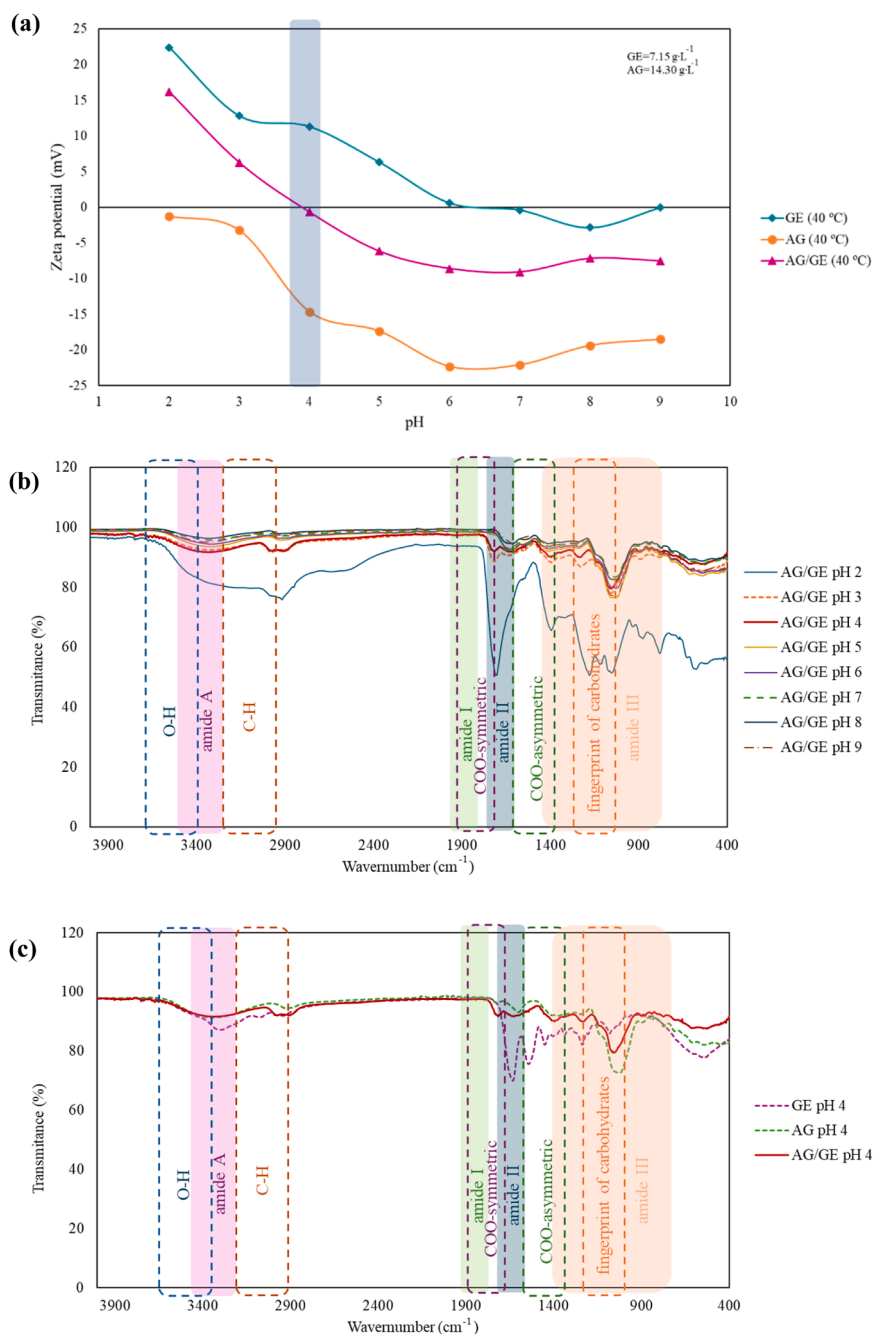 (a)
25
20
15
10
5
0
-5
-10
-15
-20
-25
Zeta potential (mV)
1 2 3 4 5 6 7 8 9 10
pH
GE=7.15 g·L-1
AG=14.30 g·L-1
GE (40 ºC)
AG (40 ºC)
AG/GE (40 ºC)
(b)
120
100
80
60
40
20
0
Transmitance (%)
O-H
amide A
C-H
amide I
COO-symmetric
amide II
COO-asymmetric
fingerprint of carbohydrates
amide III
3900 3400 2900 2400 1900 1400 900 400
Wavernumber (cm-1)
AG/GE pH 2
AG/GE pH 3
AG/GE pH 4
AG/GE pH 5
AG/GE pH 6
AG/GE pH 7
AG/GE pH 8
AG/GE pH 9
(c)
120
100
80
60
40
20
0
Transmitance (%)
O-H
amide A
C-H
amide I
COO-symmetric
amide II
COO-asymmetric
fingerprint of carbohydrates
amide III
3900 3400 2900 2400 1900 1400 900 400
Wavernumber (cm-1)
GE pH 4
AG pH 4
AG/GE pH 4